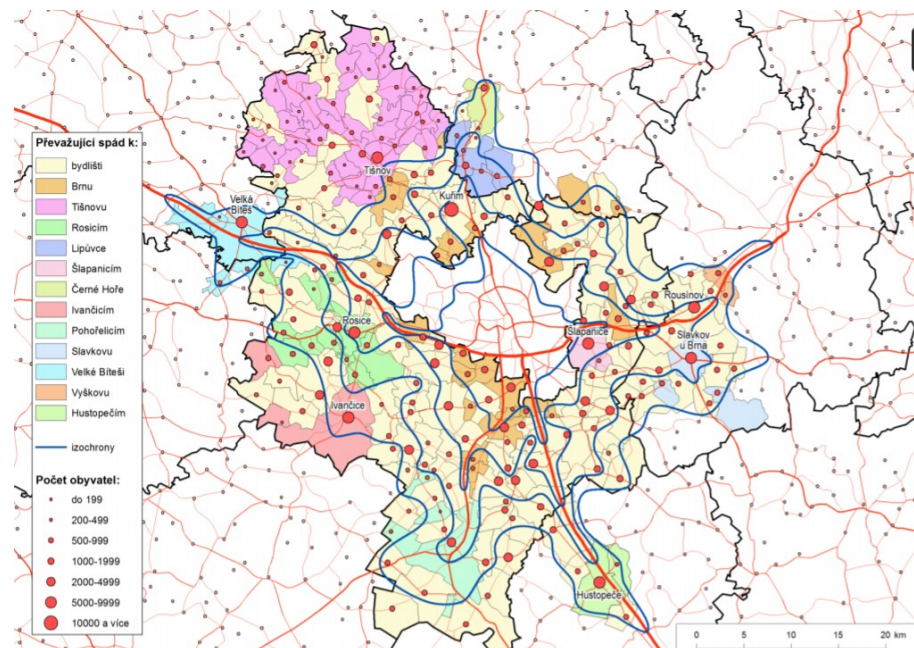 Převažující spád k:
bydlišti
Brnu
Tišnovu
Rosicím
Lipůvce
Šlapanicím
Černé Hoře
Ivančicím
Pohořelicím
Slavkovu
Velké Bíteši
Vyškovu
Hustopečím
izochrony
Počet obyvatel:
do 199
200-499
500-999
1000-1999
2000-4999
5000-9999
10000 a více
Tišnov
Kuřim
Velká
Bíteš
Rosice
Ivančice
Šlapanice
Rousínov
Slavkov
u Brna
Hustopeče
0 5 10 15 20 km